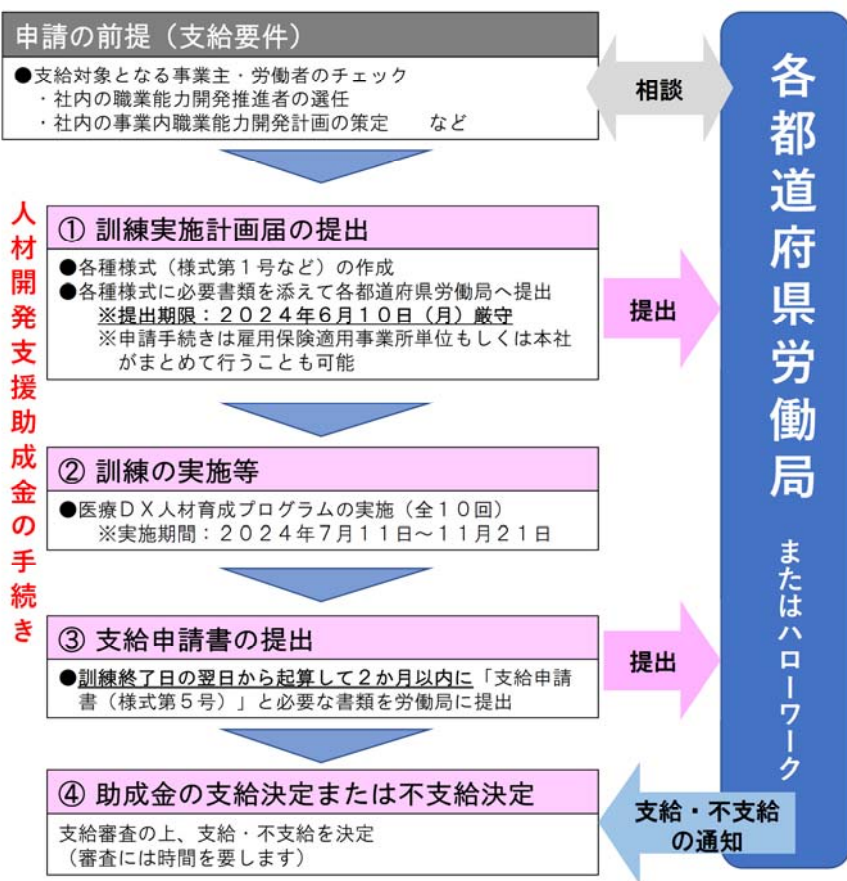 申請の前提（支給要件）
●支給対象となる事業主・労働者のチェック
・社内の職業能力開発推進者の選任
・社内の事業内職業能力開発計画の策定　　など
相談
各都道府県労働局
またはハローワーク
人材開発支援助成金の手続き
① 訓練実施計画届の提出
●各種様式（様式第１号など）の作成
●各種様式に必要書類を添えて各都道府県労働局へ提出
※提出期限：２０２４年６月１０日（月）厳守
※申請手続きは雇用保険適用事業所単位もしくは本社
がまとめて行うことも可能
提出
② 訓練の実施等
●医療ＤＸ人材育成プログラムの実施（全１０回）
※実施期間：２０２４年７月１１日～１１月２１日
③ 支給申請書の提出
●訓練終了日の翌日から起算して２か月以内に「支給申請
書（様式第５号）」と必要な書類を労働局に提出
提出
④ 助成金の支給決定または不支給決定
支給審査の上、支給・不支給を決定
（審査には時間を要します）
支給・不支給
の通知